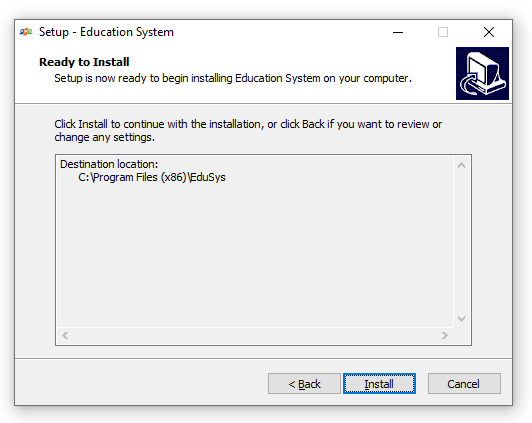 Setup - Education System
Ready to Install
Setup is now ready to begin installing Education System on your computer.
Click Install to continue with the installation, or click Back if you want to review or
change any settings.
Destination location:
C:\Program Files (x86)\EduSys
< Back
Install
Cancel